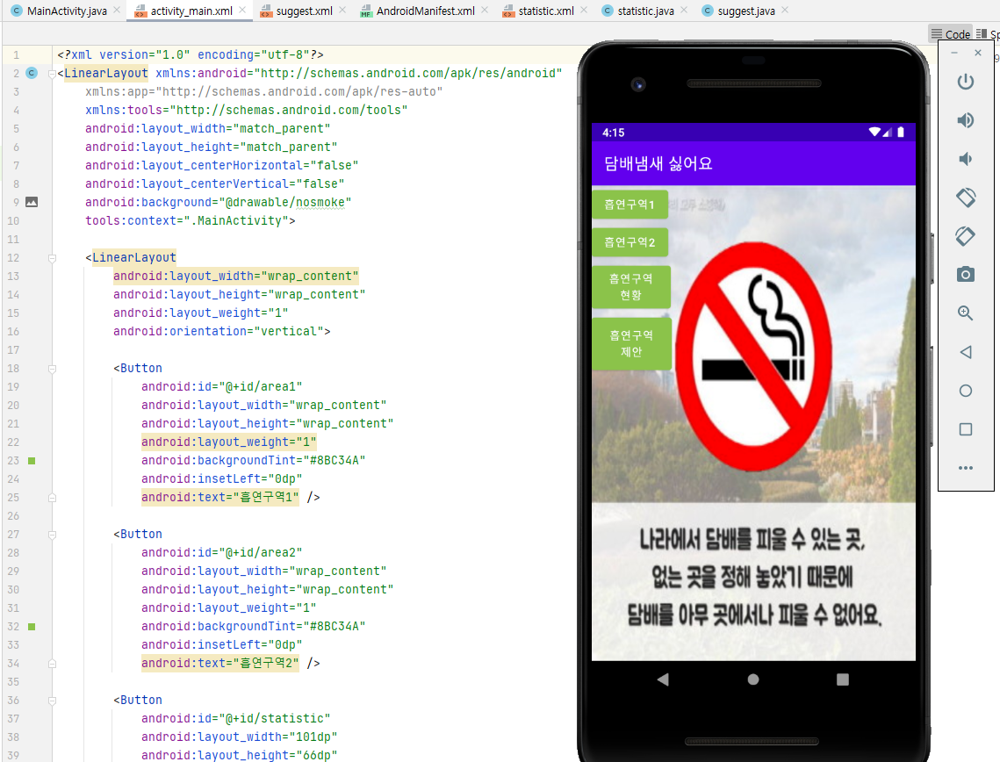 MainActivity.java
activity_main.xml
suggest.xml
AndroidManifest.xml
statistic.xml
statistic.java
suggest.java
Code
1 <?xml version="1.0" encoding="utf-8"?>
2 <LinearLayout xmlns:android="http://schemas.android.com/apk/res/android"
3 xmlns:app="http://schemas.android.com/apk/res-auto"
4 xmlns:tools="http://schemas.android.com/tools"
5 android:layout_width="match_parent"
6 android:layout_height="match_parent"
7 android:layout_centerHorizontal="false"
8 android:layout_centerVertical="false"
9 android:background="@drawable/nosmoke"
10 tools:context=".MainActivity">
11
12 <LinearLayout
13 android:layout_width="wrap_content"
14 android:layout_height="wrap_content"
15 android:layout_weight="1"
16 android:orientation="vertical">
17
18 <Button
19 android:id="@+id/area1"
20 android:layout_width="wrap_content"
21 android:layout_height="wrap_content"
22 android:layout_weight="1"
23 android:backgroundTint="#8BC34A"
24 android:insetLeft="0dp"
25 android:text="흡연구역1" />
26
27 <Button
28 android:id="@+id/area2"
29 android:layout_width="wrap_content"
30 android:layout_height="wrap_content"
31 android:layout_weight="1"
32 android:backgroundTint="#8BC34A"
33 android:insetLeft="0dp"
34 android:text="흡연구역2" />
35
36 <Button
37 android:id="@+id/statistic"
38 android:layout_width="101dp"
39 android:layout_height="66dp"
4:15
담배냄새 싫어요
흡연구역1
흡연구역2
흡연구역
현황
흡연구역
제안
나라에서 담배를 피울 수 있는 곳,
없는 곳을 정해 놓았기 때문에
담배를 아무 곳에서나 피울 수 없어요.